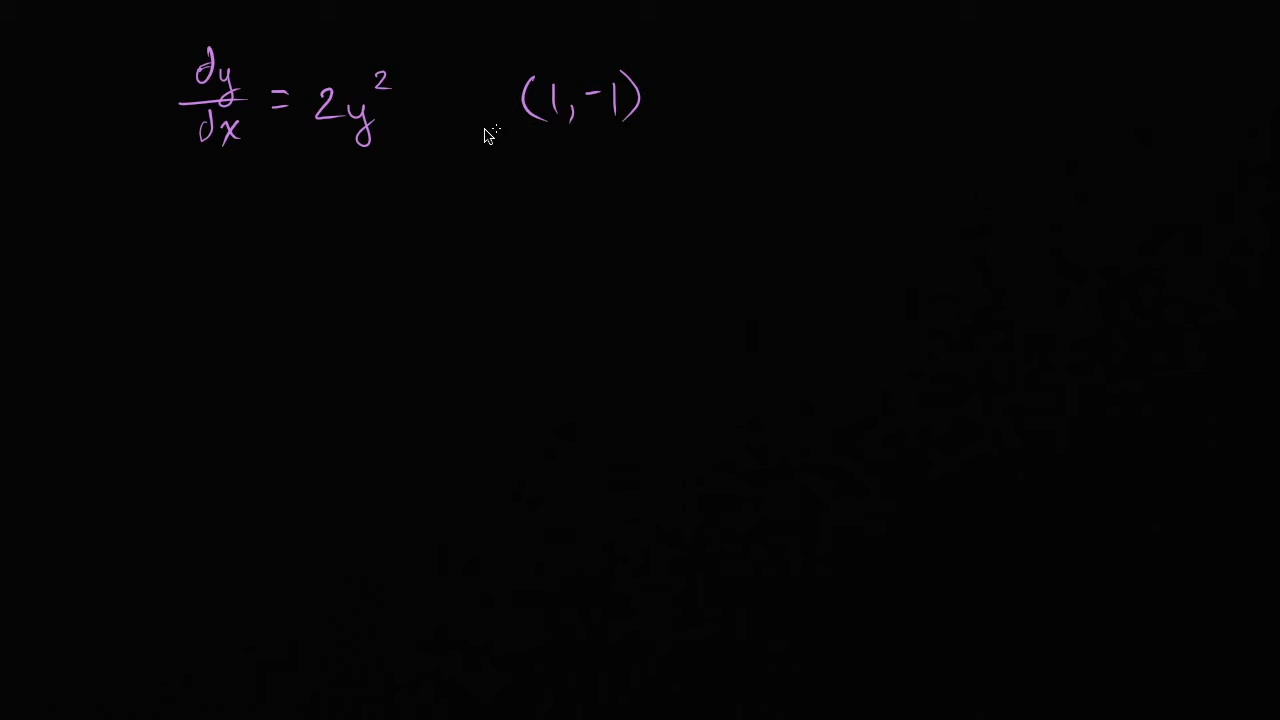 dy/dx = 2y² (1, -1)